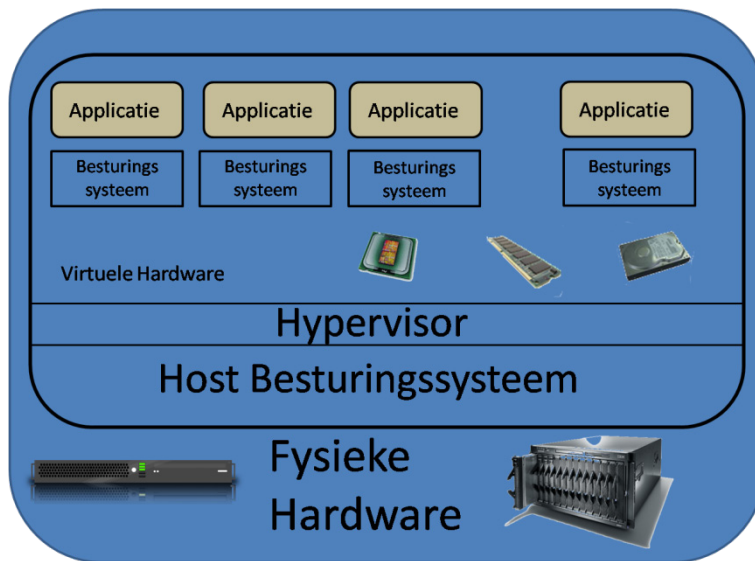 Applicatie
Applicatie
Applicatie
Applicatie
Besturings
systeem
Besturings
systeem
Besturings
systeem
Besturings
systeem
Virtuele Hardware
Hypervisor
Host Besturingssysteem
Fysieke
Hardware